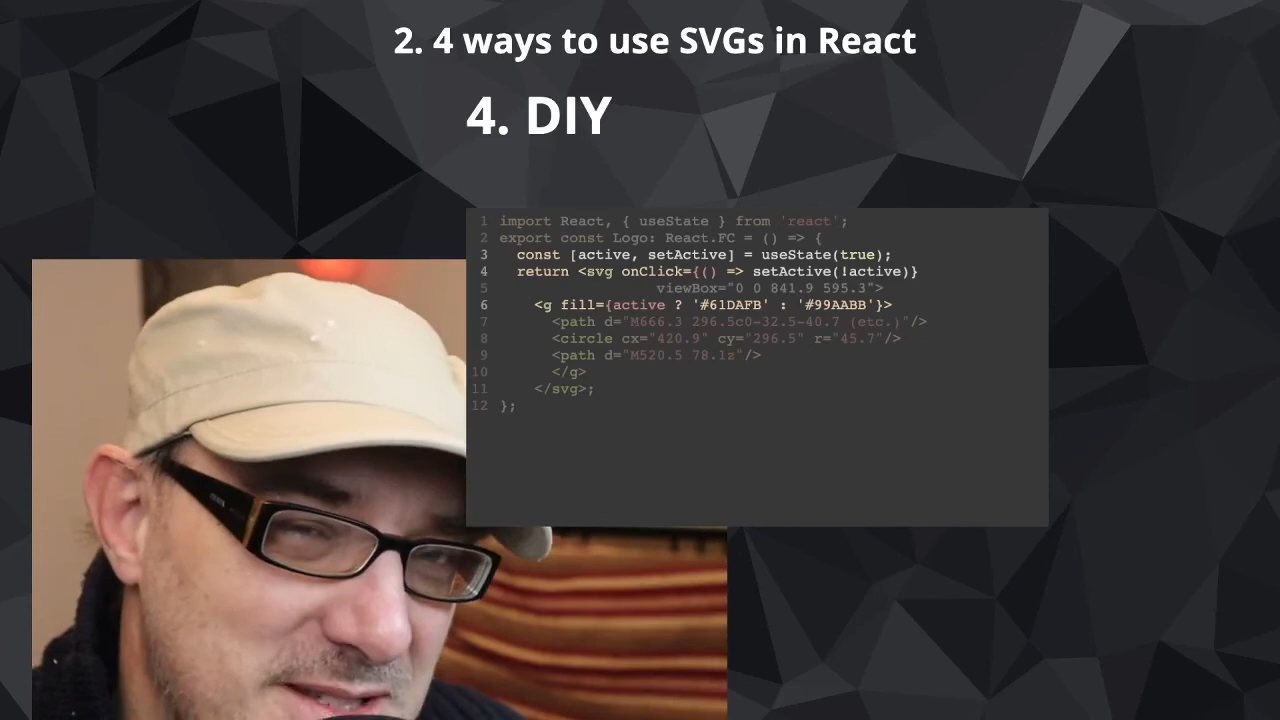 2. 4 ways to use SVGs in React
4. DIY
1 import React, { useState } from 'react';
2 export const Logo: React.FC = () => {
3 const [active, setActive] = useState(true);
4 return <svg onClick={() => setActive(!active)}
5 viewBox="0 0 841.9 595.3">
6 <g fill={active ? '#61DAFB' : '#99AABB'}>
7 <path d="M666.3 296.5c0-32.5-40.7 (etc.)"/>
8 <circle cx="420.9" cy="296.5" r="45.7"/>
9 <path d="M520.5 78.1z"/>
10 </g>
11 </svg>;
12 };